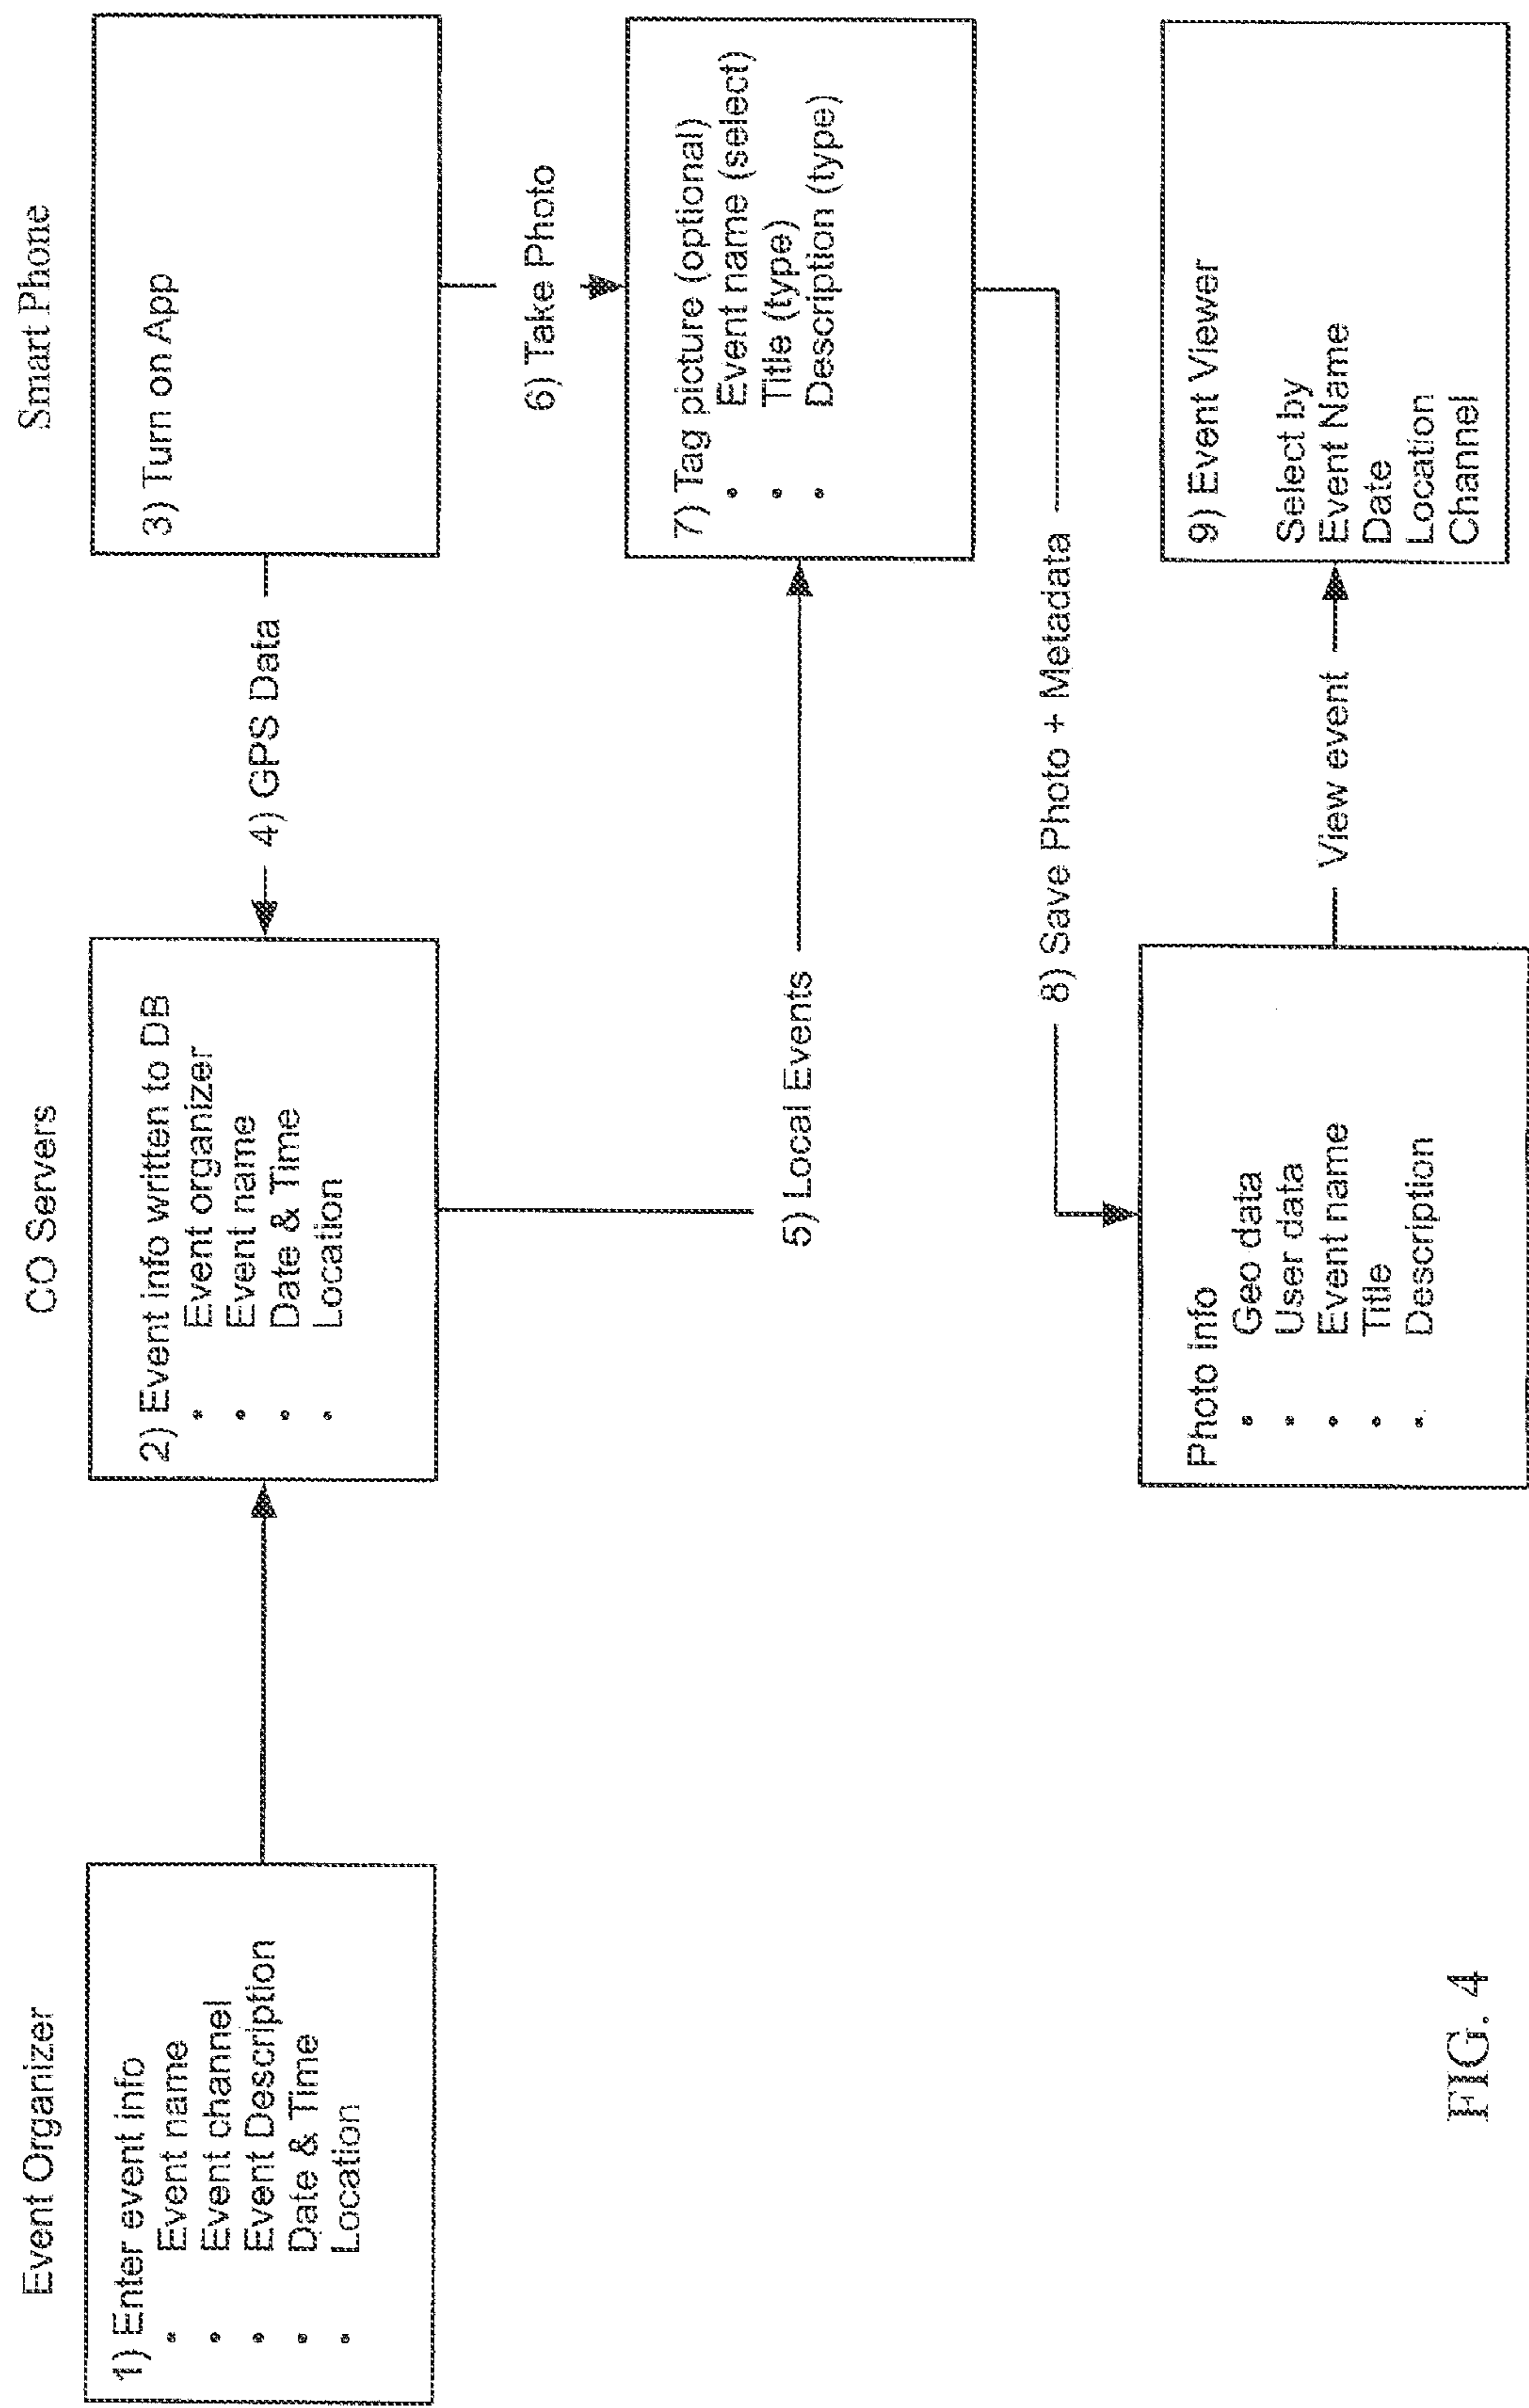 Event Organizer
CO Servers
Smart Phone
1) Enter event info
• Event name
• Event channel
• Event Description
• Date & Time
• Location
2) Event info written to DB
• Event organizer
• Event name
• Date & Time
• Location
3) Turn on App
4) GPS Data
5) Local Events
6) Take Photo
7) Tag picture (optional)
• Event name (select)
• Title (type)
• Description (type)
8) Save Photo + Metadata
Photo info
• Geo data
• User data
• Event name
• Title
• Description
View event
9) Event Viewer
Select by
Event Name
Date
Location
Channel
FIG. 4